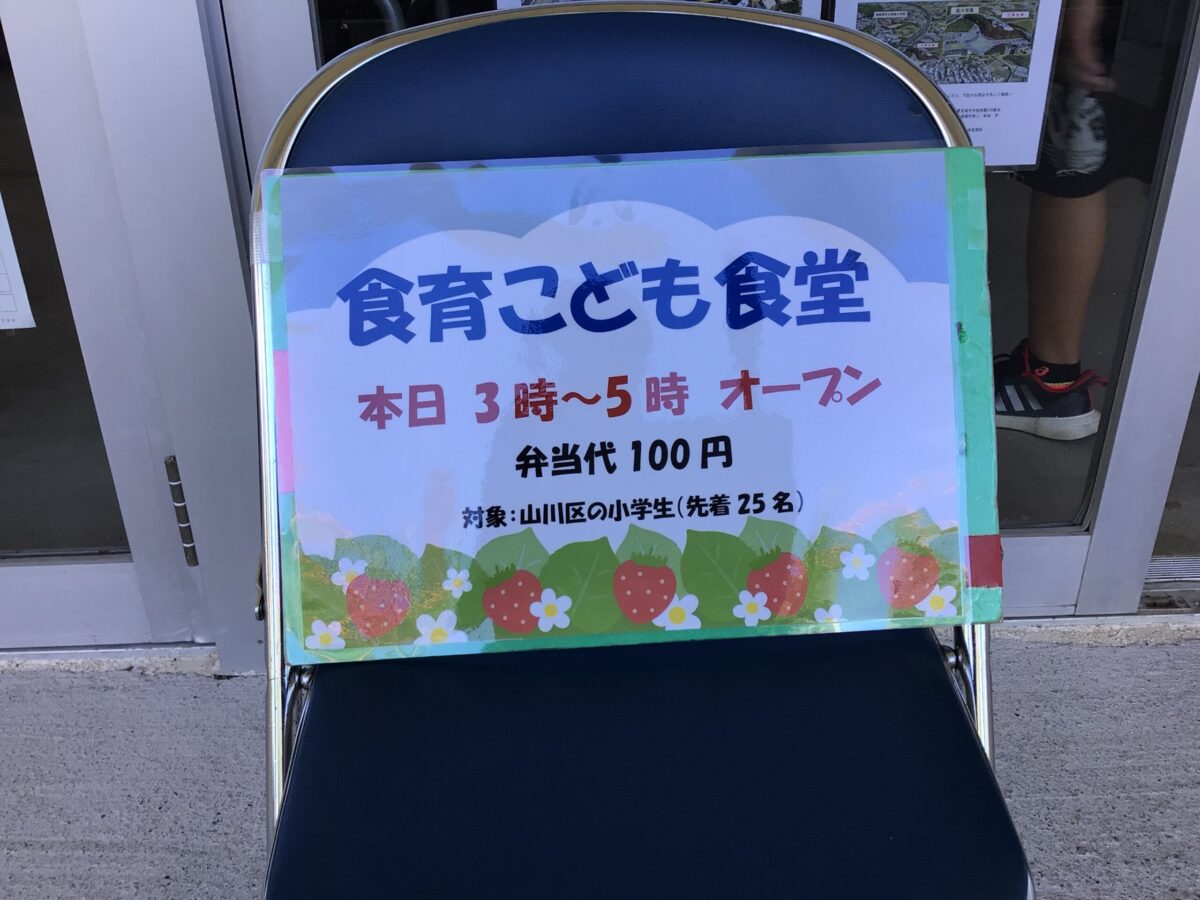 食育こども食堂
本日 3時～5時 オープン
弁当代100円
対象:山川区の小学生(先着25名)